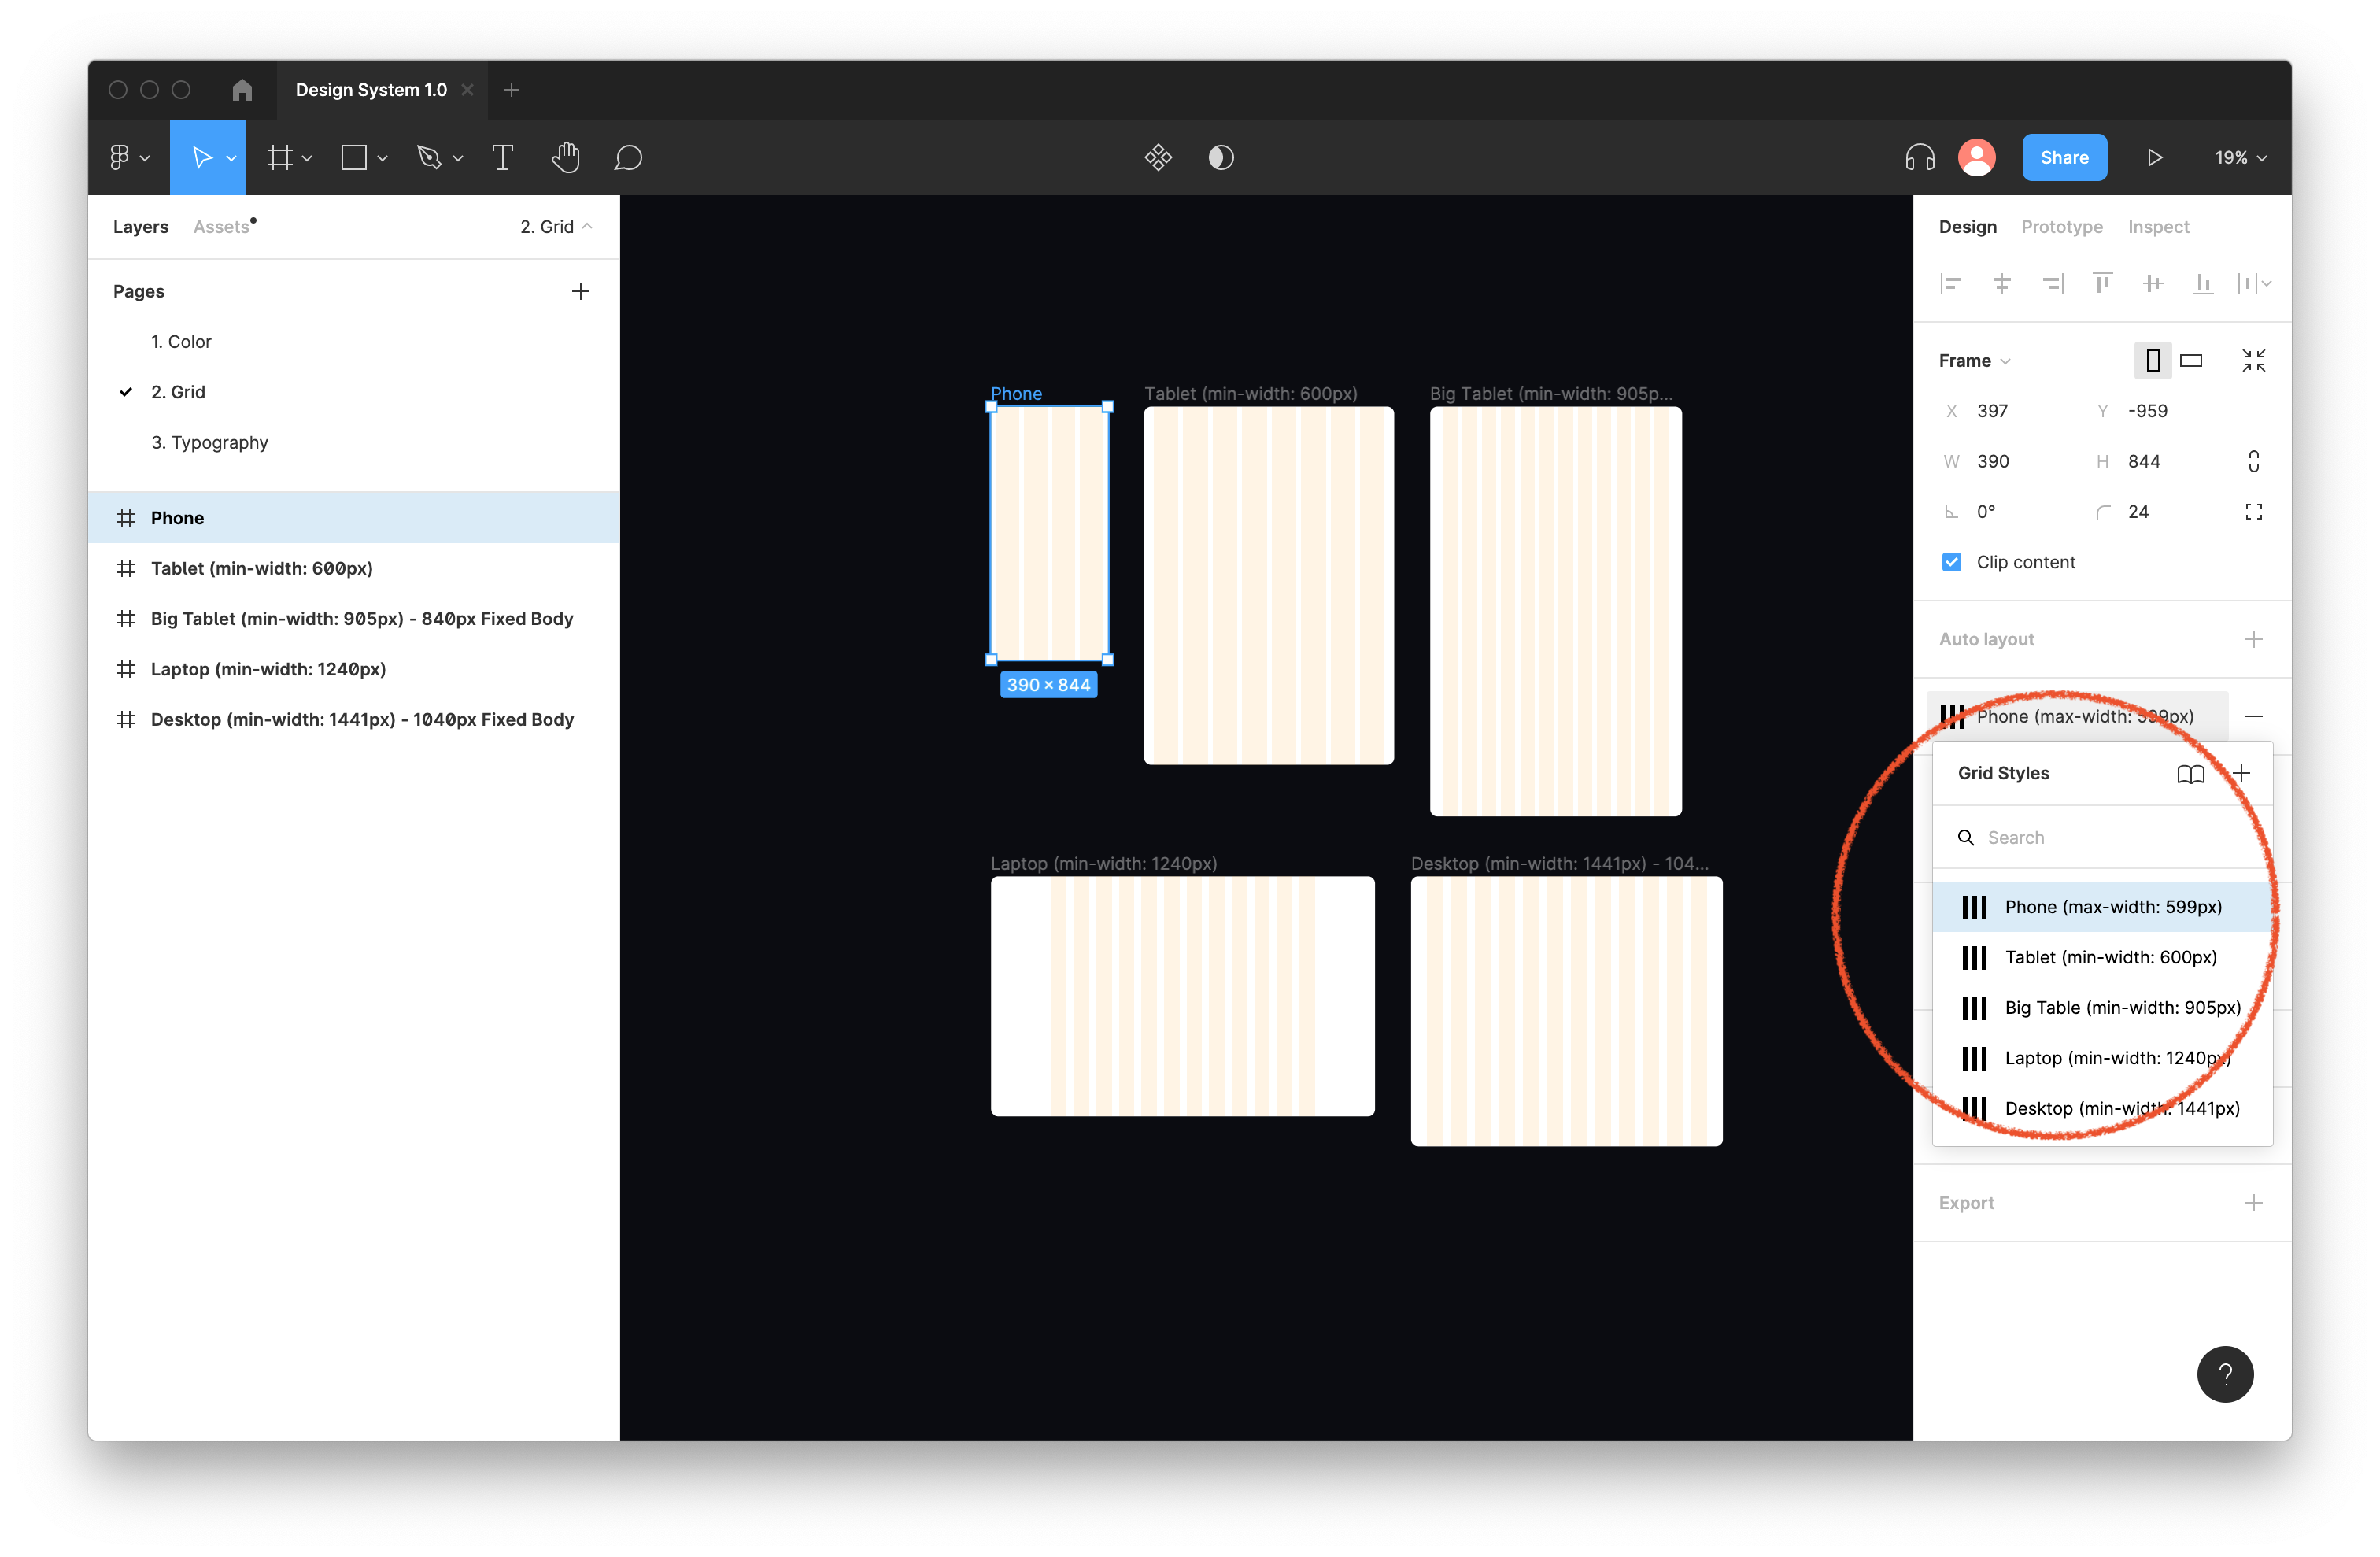 Design System 1.0
Share
19%
Layers
Assets
2. Grid
Pages
1. Color
2. Grid
3. Typography
Phone
Tablet (min-width: 600px)
Big Tablet (min-width: 905px) - 840px Fixed Body
Laptop (min-width: 1240px)
Desktop (min-width: 1441px) - 1040px Fixed Body
Phone
Tablet (min-width: 600px)
Big Tablet (min-width: 905p...
390 × 844
Laptop (min-width: 1240px)
Desktop (min-width: 1441px) - 104...
Design Prototype Inspect
Frame
X 397 Y -959
W 390 H 844
0° 24
Clip content
Auto layout
Phone (max-width: 599px)
Grid Styles
Search
Phone (max-width: 599px)
Tablet (min-width: 600px)
Big Table (min-width: 905px)
Laptop (min-width: 1240px)
Desktop (min-width: 1441px)
Export
?